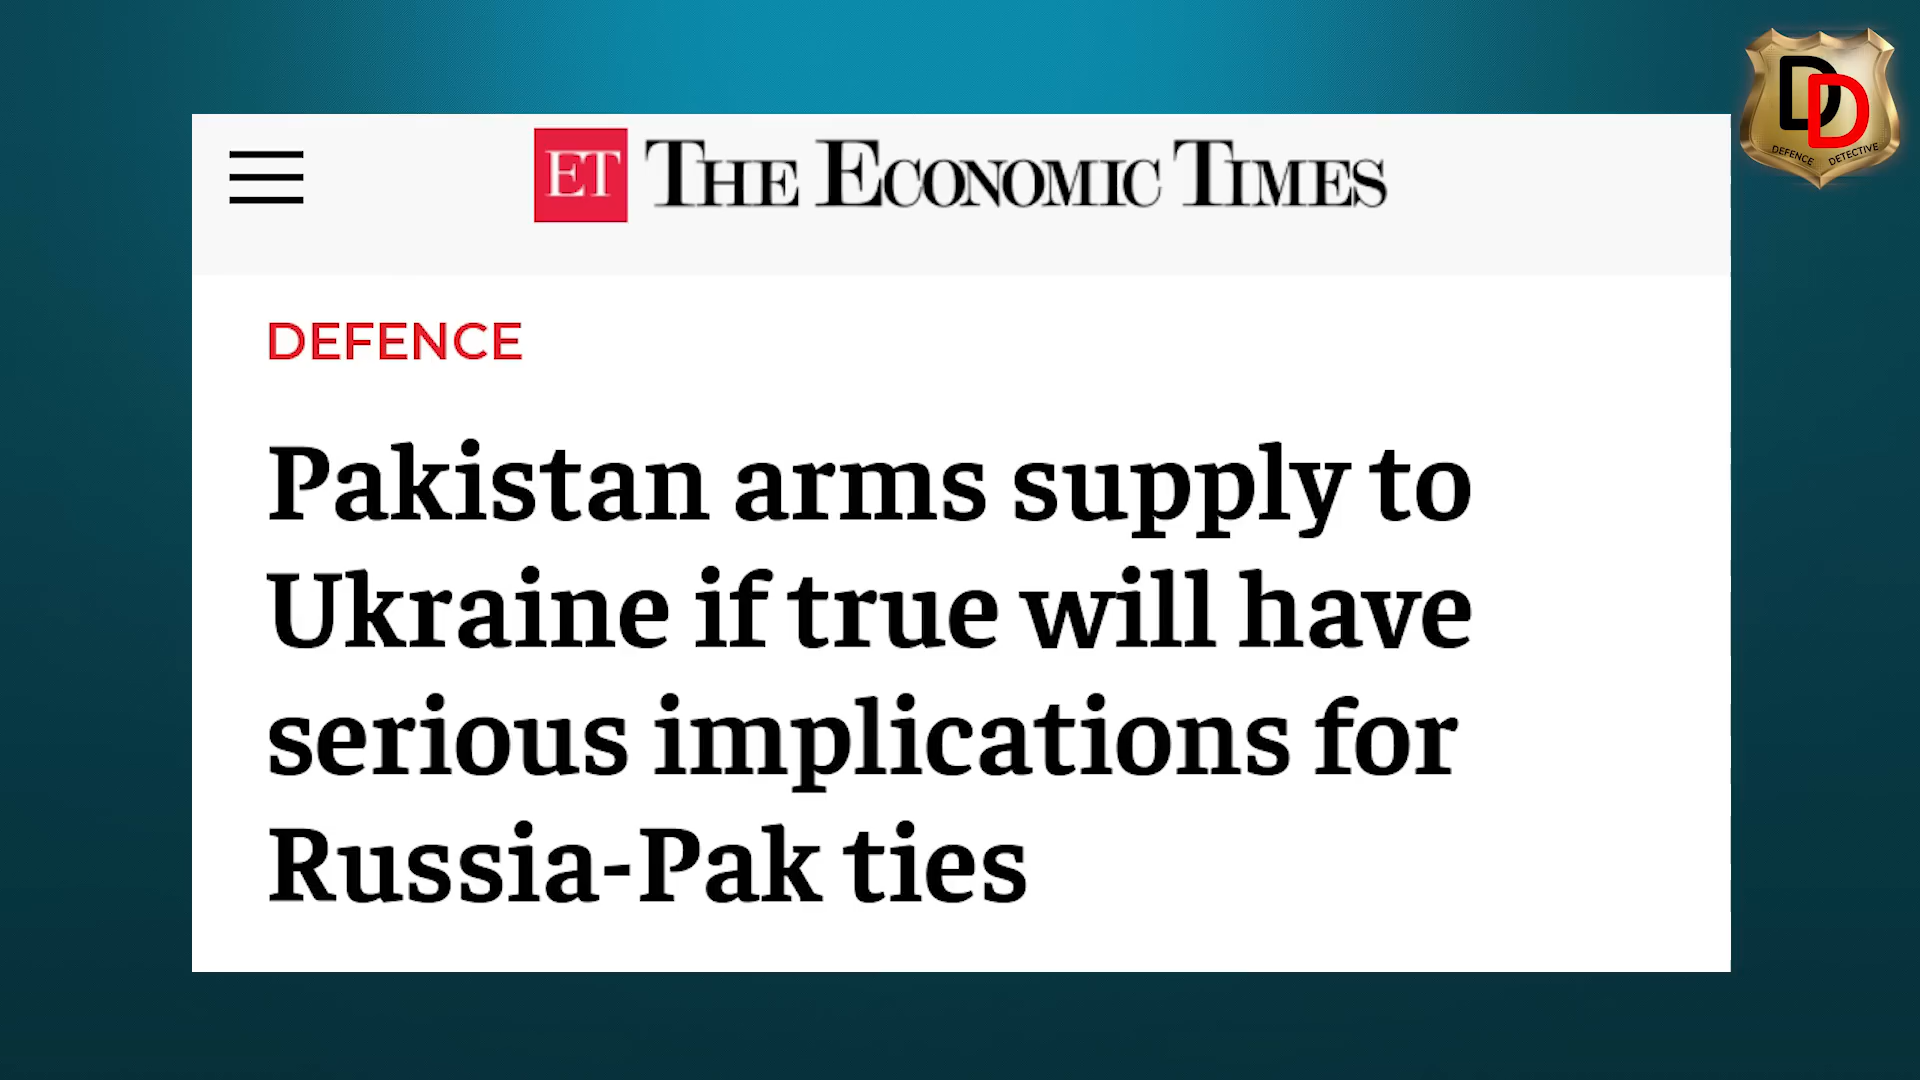 DD
DEFENCE DETECTIVE
ET THE ECONOMIC TIMES
DEFENCE
Pakistan arms supply to
Ukraine if true will have
serious implications for
Russia-Pak ties